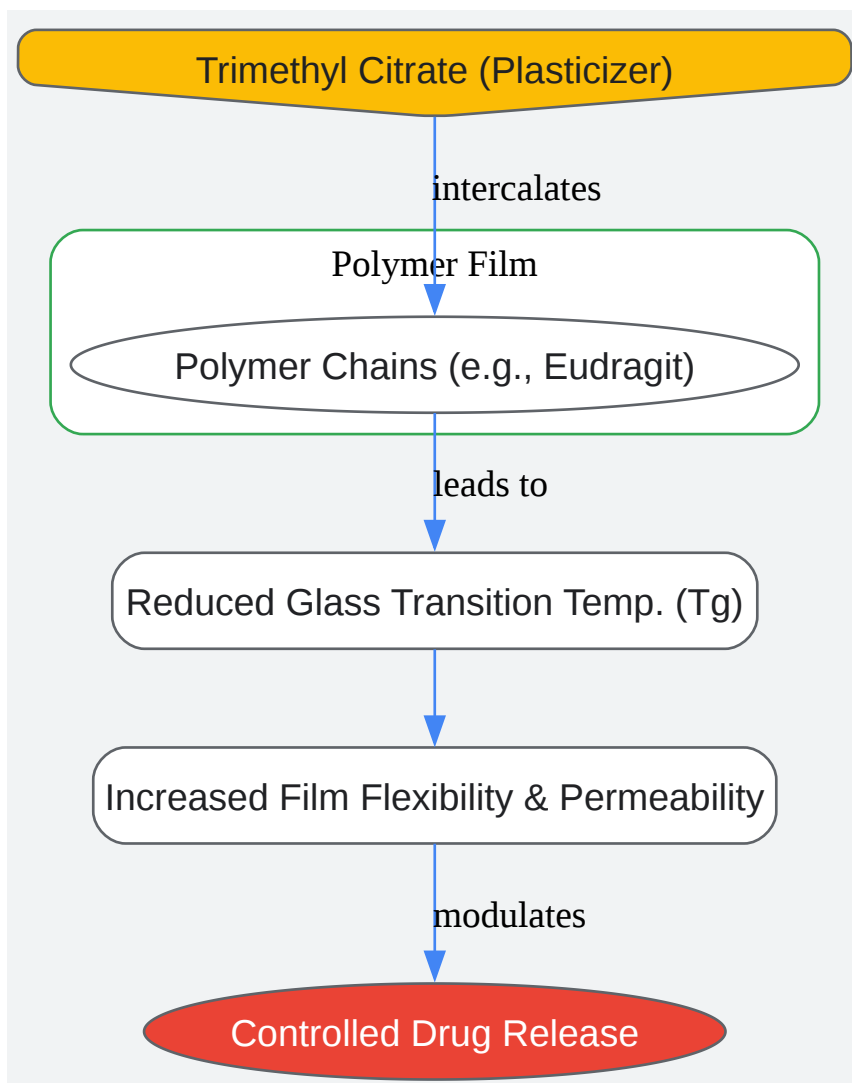 Trimethyl Citrate (Plasticizer)
intercalates
Polymer Film
Polymer Chains (e.g., Eudragit)
leads to
Reduced Glass Transition Temp. (Tg)
Increased Film Flexibility & Permeability
modulates
Controlled Drug Release